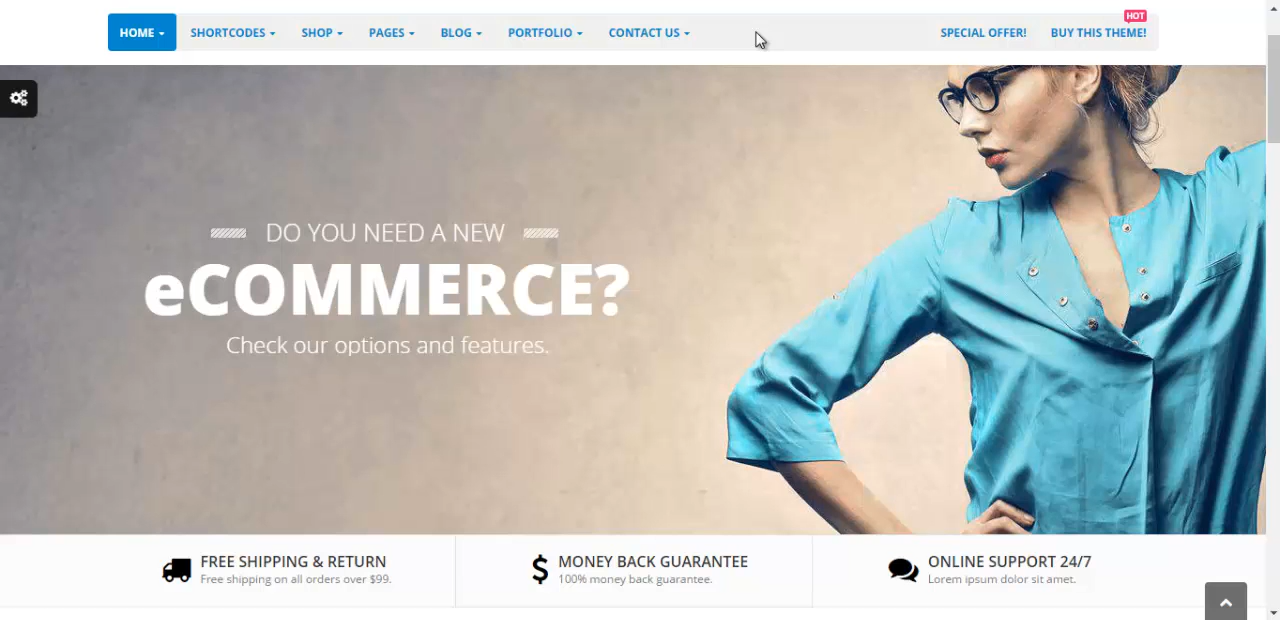 HOT
HOME SHORTCODES SHOP PAGES BLOG PORTFOLIO CONTACT US SPECIAL OFFER! BUY THIS THEME!
DO YOU NEED A NEW
eCOMMERCE?
Check our options and features.
FREE SHIPPING & RETURN
Free shipping on all orders over $99.
MONEY BACK GUARANTEE
100% money back guarantee.
ONLINE SUPPORT 24/7
Lorem ipsum dolor sit amet.